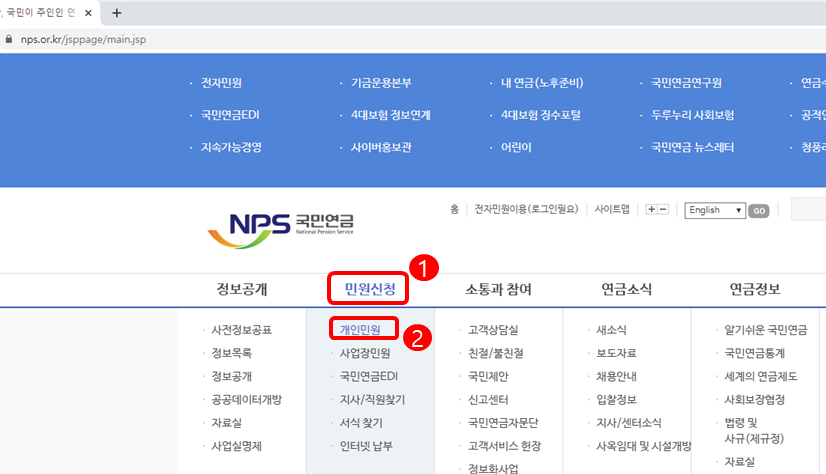 , 국민이 주인인 연
nps.or.kr/jsppage/main.jsp
· 전자민원 · 기금운용본부 · 내 연금(노후준비) · 국민연금연구원 · 연금수
· 국민연금EDI · 4대보험 정보연계 · 4대보험 징수포털 · 두루누리 사회보험 · 공적연
· 지속가능경영 · 사이버홍보관 · 어린이 · 국민연금 뉴스레터 · 청풍리
홈 전자민원이용(로그인필요) 사이트맵 + − English GO
NPS 국민연금
National Pension Service
1
정보공개 민원신청 소통과 참여 연금소식 연금정보
2
· 사전정보공표
· 정보목록
· 정보공개
· 공공데이터개방
· 자료실
· 사업실명제
· 개인민원
· 사업장민원
· 국민연금EDI
· 지사/직원찾기
· 서식 찾기
· 인터넷 납부
· 고객상담실
· 친절/불친절
· 국민제안
· 신고센터
· 국민연금자문단
· 고객서비스 헌장
· 정보화사업
· 새소식
· 보도자료
· 채용안내
· 입찰정보
· 지사/센터소식
· 사옥임대 및 시설개방
· 알기쉬운 국민연금
· 국민연금통계
· 세계의 연금제도
· 사회보장협정
· 법령 및
사규(제규정)
· 자료실